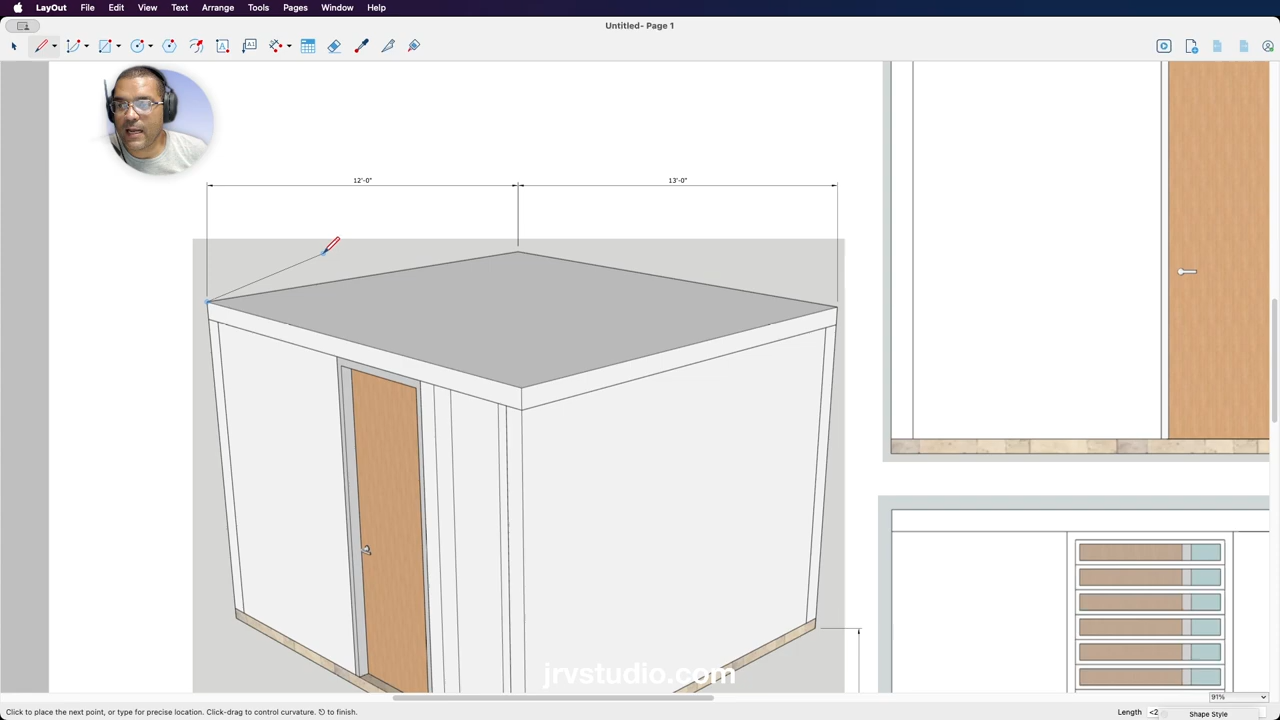 LayOut File Edit View Text Arrange Tools Pages Window Help
Untitled- Page 1
12'-0"
13'-0"
jrvstudio.com
91%
Click to place the next point, or type for precise location. Click-drag to control curvature. ⎋ to finish.
Length <2
Shape Style